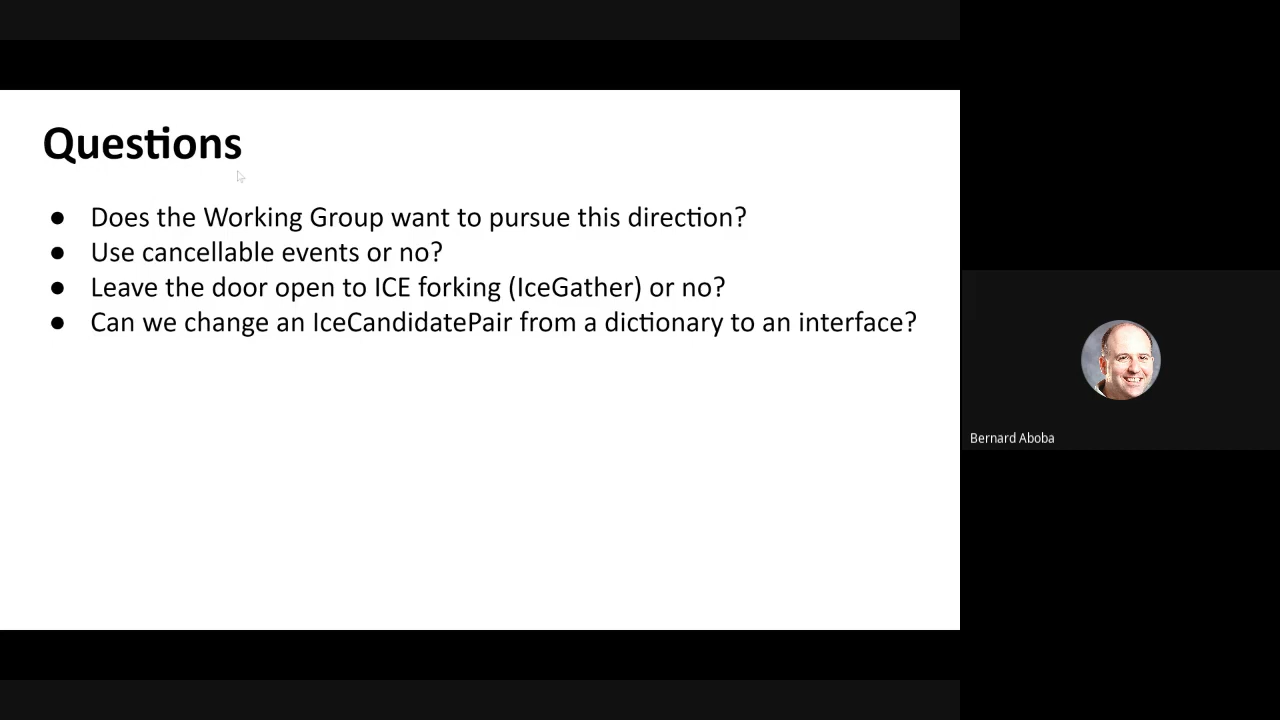 Questions
● Does the Working Group want to pursue this direction?
● Use cancellable events or no?
● Leave the door open to ICE forking (IceGather) or no?
● Can we change an IceCandidatePair from a dictionary to an interface?
Bernard Aboba